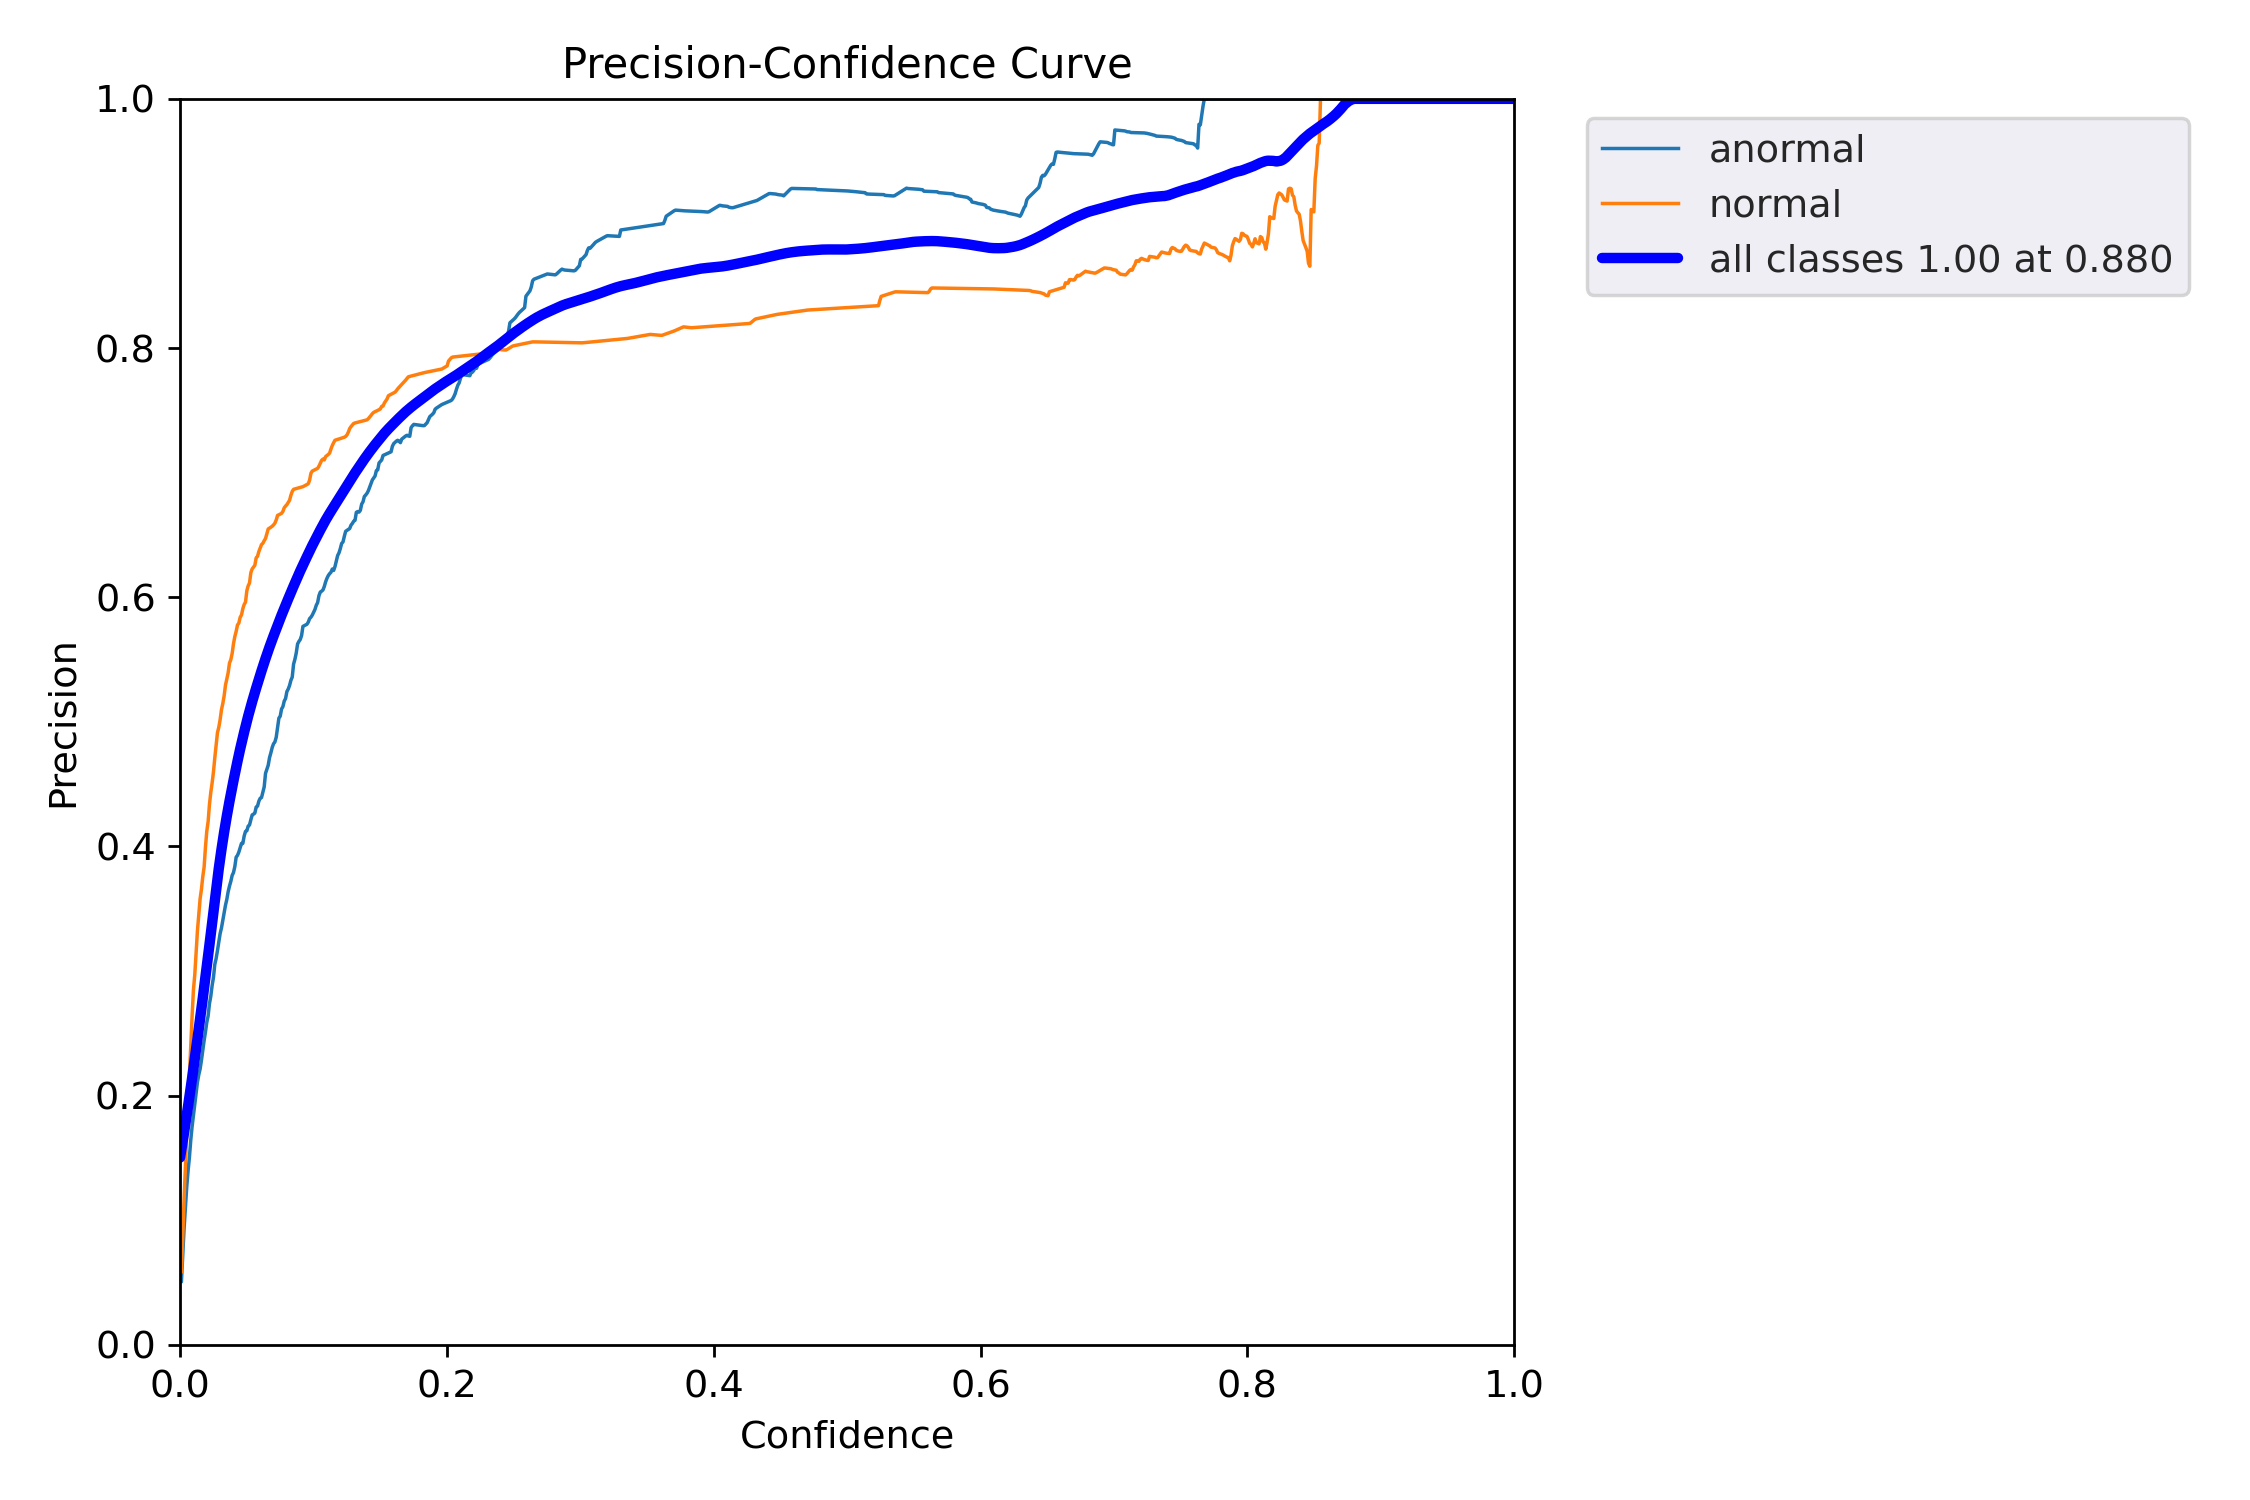 Precision-Confidence Curve
1.0
0.8
0.6
0.4
0.2
0.0
Precision
0.0 0.2 0.4 0.6 0.8 1.0
Confidence
anormal
normal
all classes 1.00 at 0.880